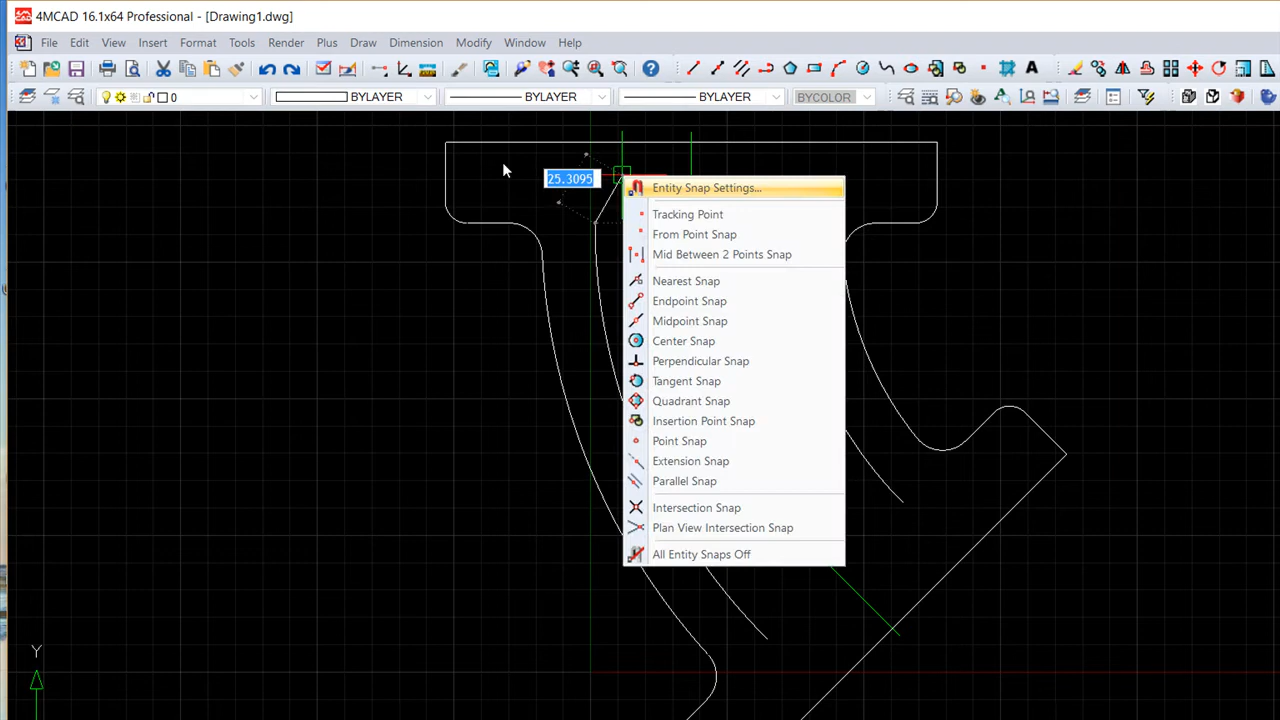 4MCAD 16.1x64 Professional - [Drawing1.dwg]
File Edit View Insert Format Tools Render Plus Draw Dimension Modify Window Help
0 BYLAYER BYLAYER BYLAYER BYCOLOR
25.3095
Entity Snap Settings...
Tracking Point
From Point Snap
Mid Between 2 Points Snap
Nearest Snap
Endpoint Snap
Midpoint Snap
Center Snap
Perpendicular Snap
Tangent Snap
Quadrant Snap
Insertion Point Snap
Point Snap
Extension Snap
Parallel Snap
Intersection Snap
Plan View Intersection Snap
All Entity Snaps Off
Y